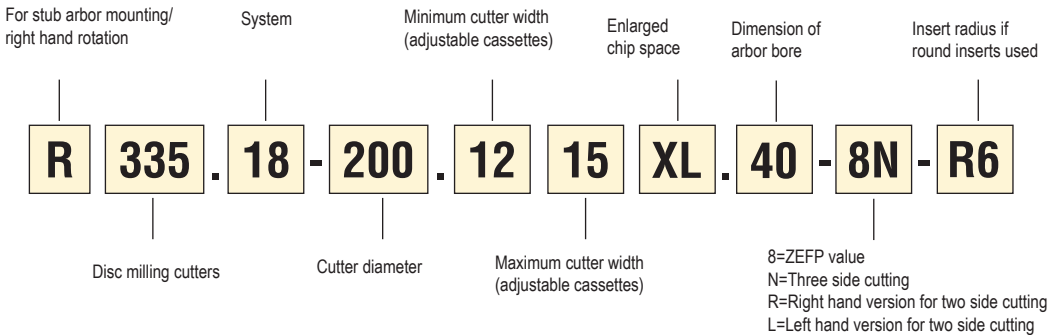 For stub arbor mounting/
right hand rotation
System
Minimum cutter width
(adjustable cassettes)
Enlarged
chip space
Dimension of
arbor bore
Insert radius if
round inserts used
R 335 . 18 - 200 . 12 15 XL . 40 - 8N - R6
Disc milling cutters
Cutter diameter
Maximum cutter width
(adjustable cassettes)
8=ZEFP value
N=Three side cutting
R=Right hand version for two side cutting
L=Left hand version for two side cutting